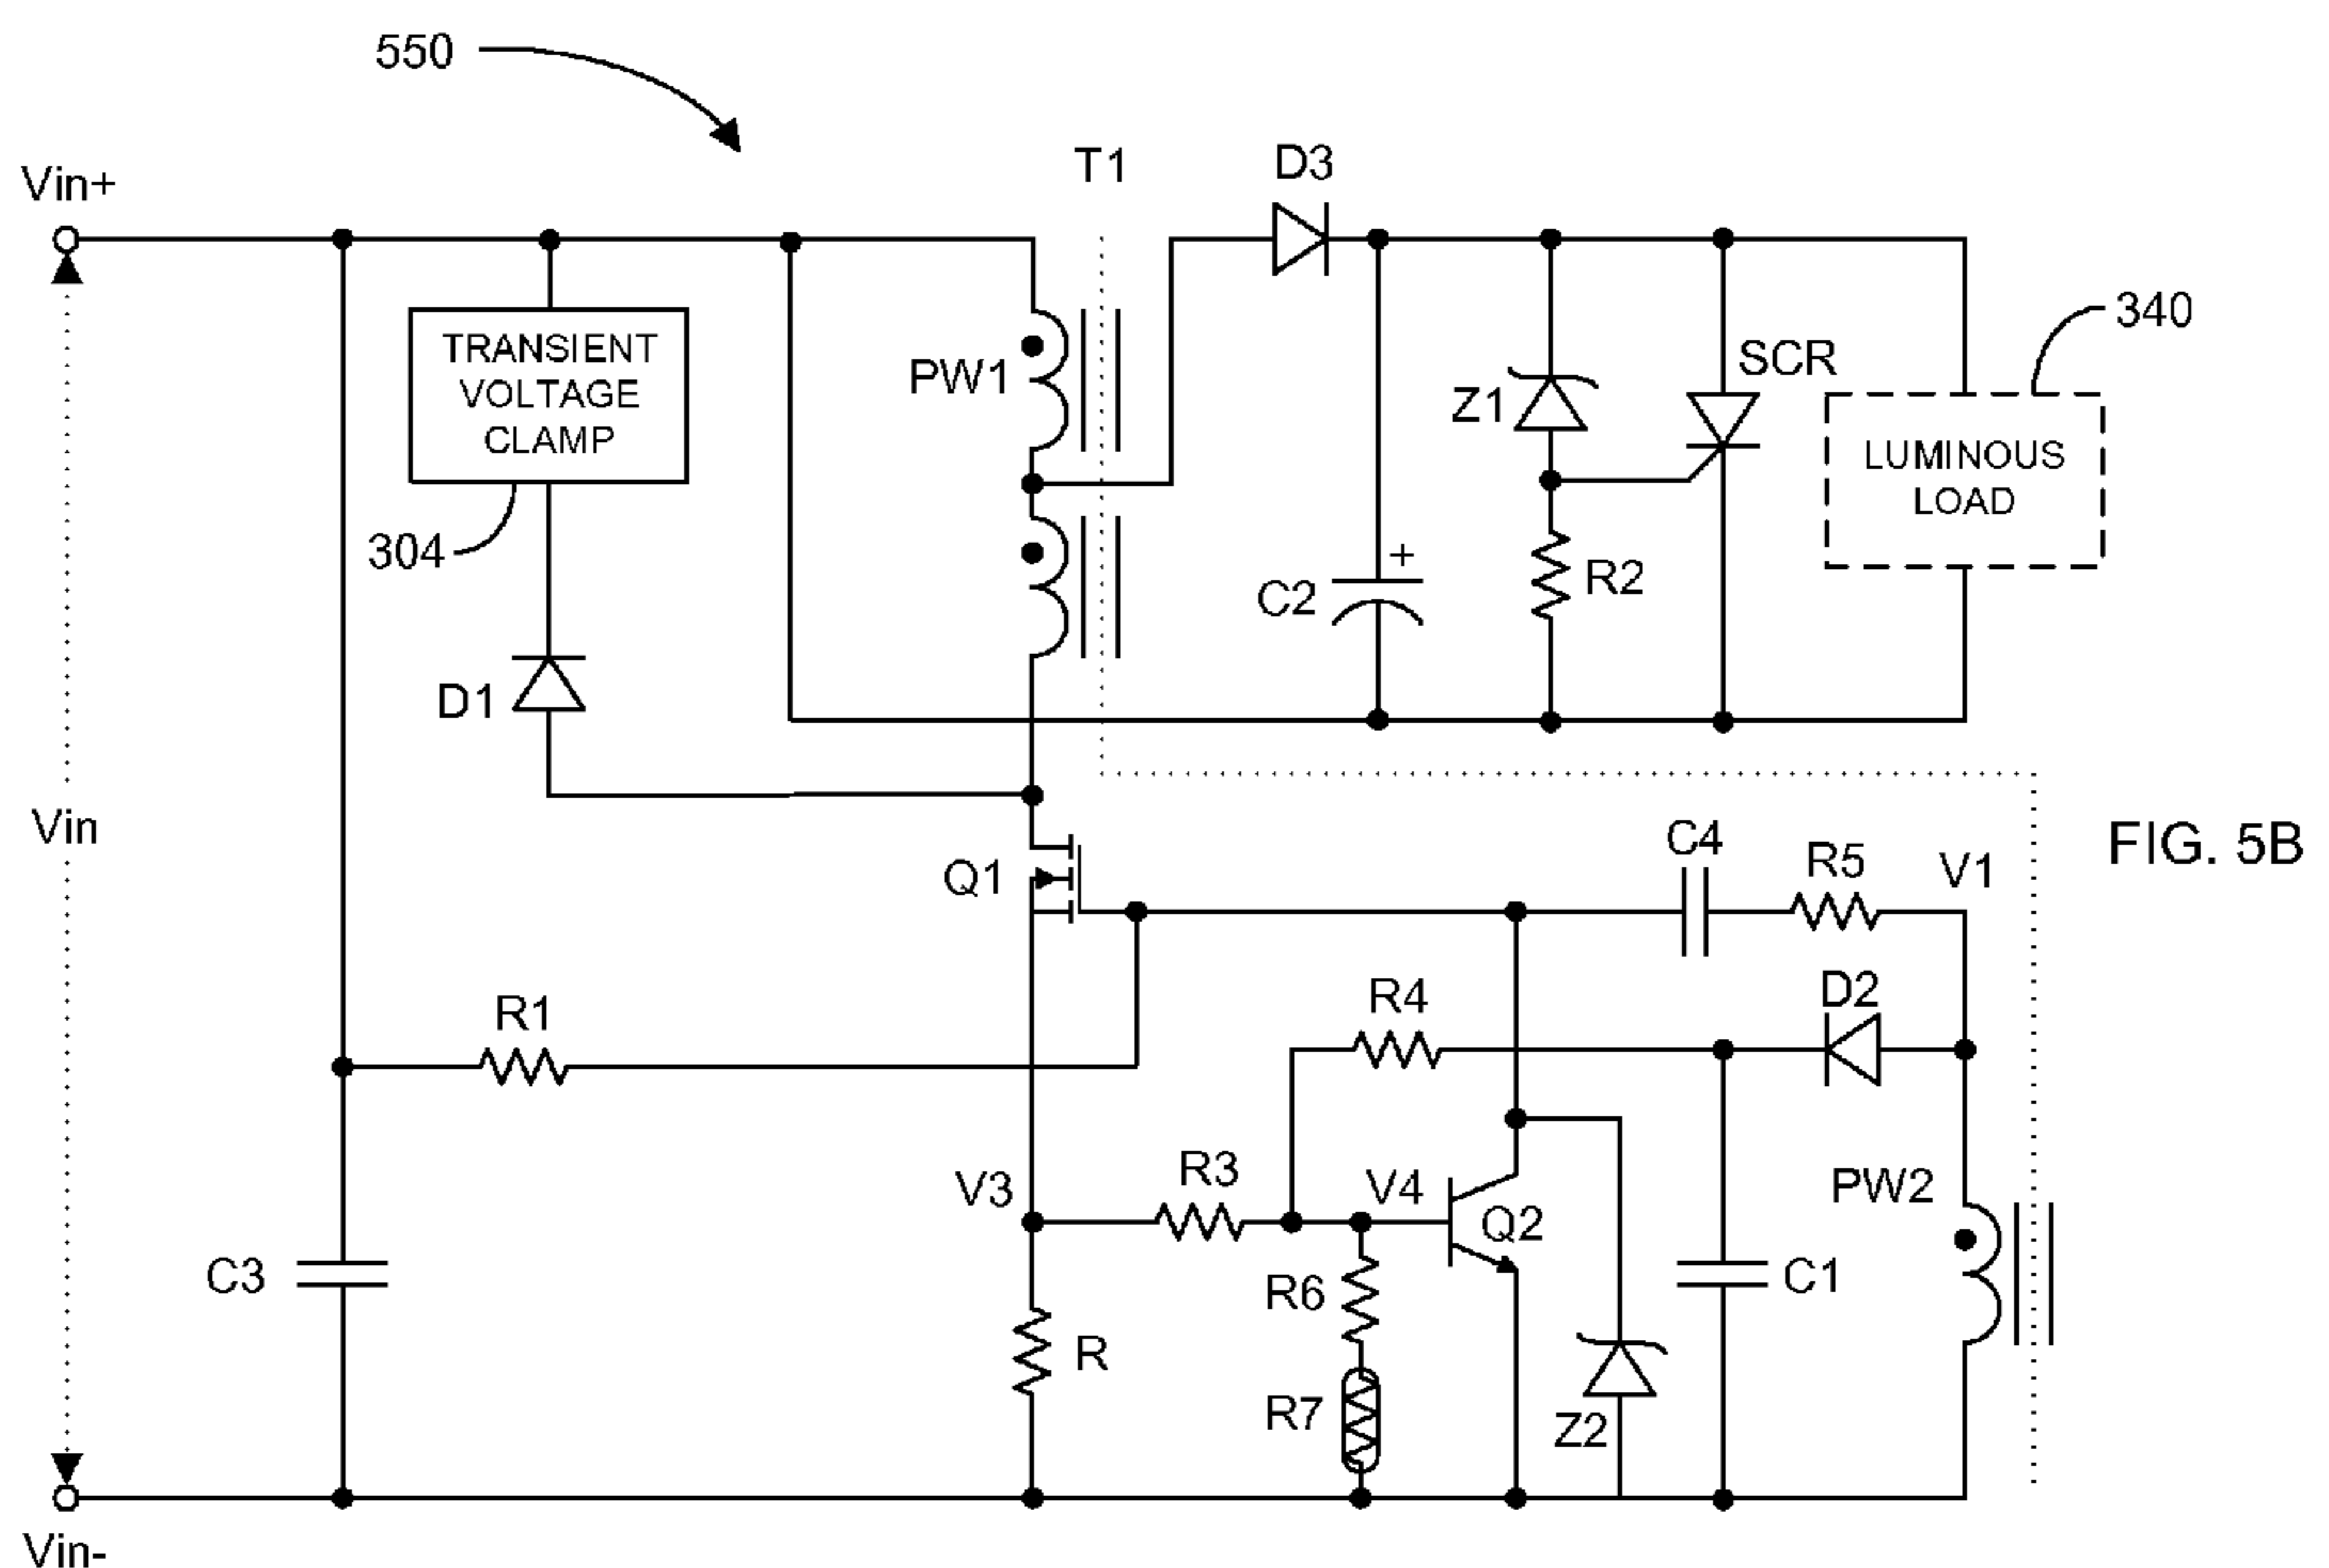 550
Vin+
T1
D3
TRANSIENT
VOLTAGE
CLAMP
PW1
340
SCR
Z1
LUMINOUS
LOAD
304
R2
+
C2
D1
Vin
C4
R5
V1
FIG. 5B
Q1
R4
D2
R1
V3
R3
V4
PW2
Q2
C3
R6
C1
R
R7
Z2
Vin-